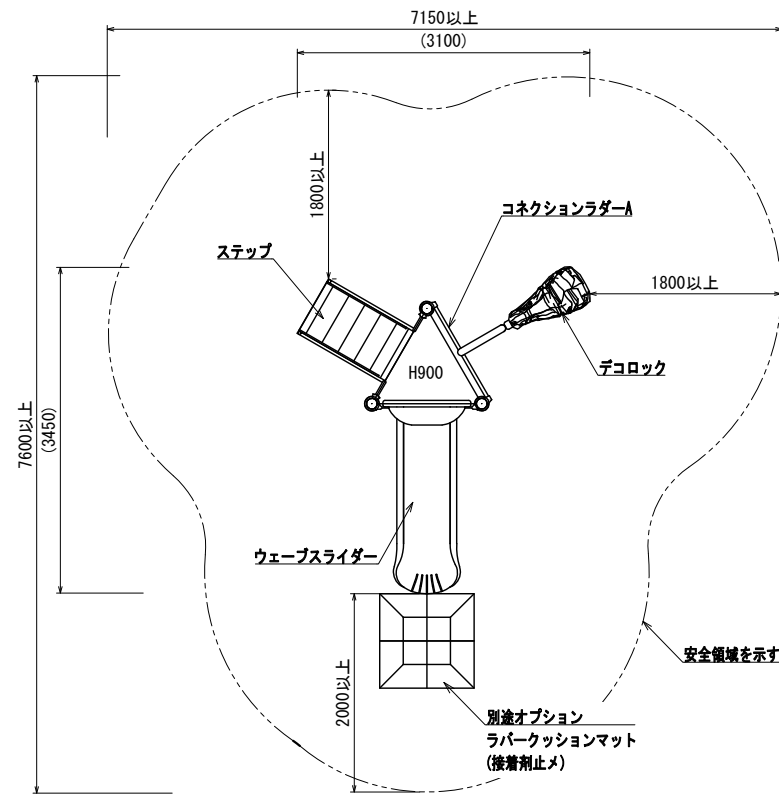 7150以上
(3100)
1800以上
コネクションラダーA
ステップ
1800以上
デコロック
H900
7600以上
(3450)
ウェーブスライダー
安全領域を示す
2000以上
別途オプション
ラバークッションマット
(接着剤止メ)